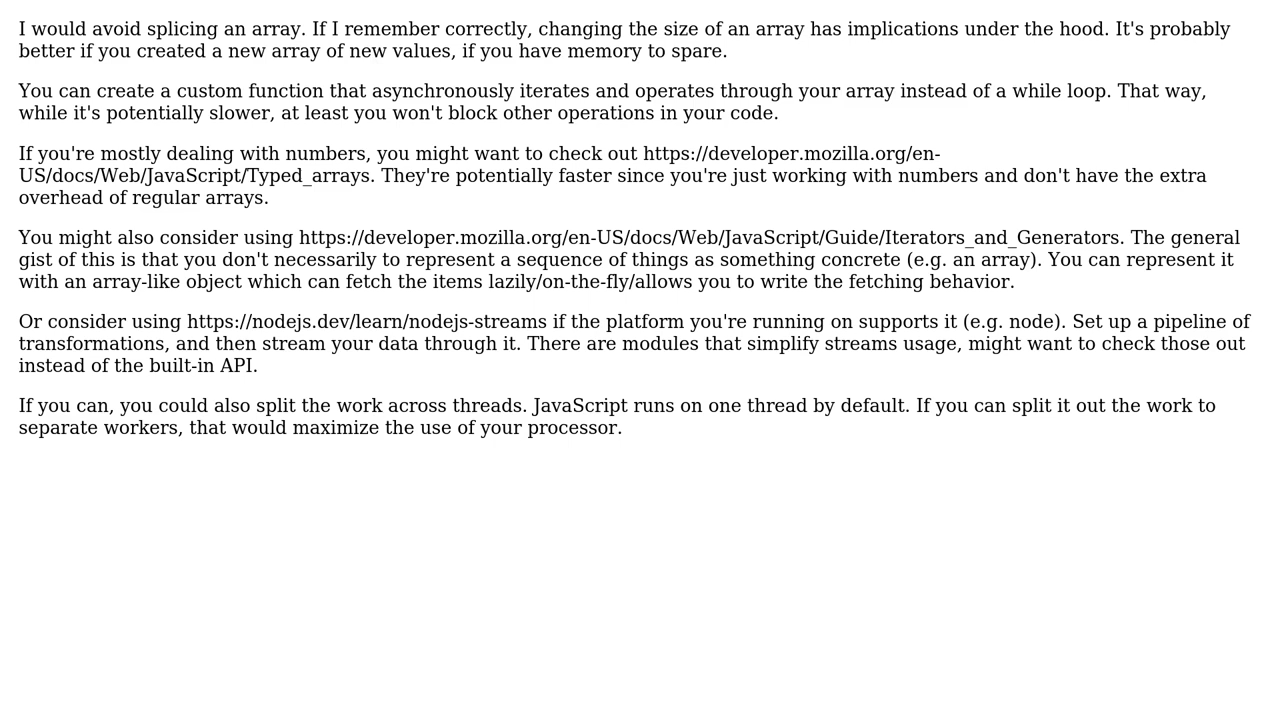 I would avoid splicing an array. If I remember correctly, changing the size of an array has implications under the hood. It's probably
better if you created a new array of new values, if you have memory to spare.
You can create a custom function that asynchronously iterates and operates through your array instead of a while loop. That way,
while it's potentially slower, at least you won't block other operations in your code.
If you're mostly dealing with numbers, you might want to check out https://developer.mozilla.org/en-
US/docs/Web/JavaScript/Typed_arrays. They're potentially faster since you're just working with numbers and don't have the extra
overhead of regular arrays.
You might also consider using https://developer.mozilla.org/en-US/docs/Web/JavaScript/Guide/Iterators_and_Generators. The general
gist of this is that you don't necessarily to represent a sequence of things as something concrete (e.g. an array). You can represent it
with an array-like object which can fetch the items lazily/on-the-fly/allows you to write the fetching behavior.
Or consider using https://nodejs.dev/learn/nodejs-streams if the platform you're running on supports it (e.g. node). Set up a pipeline of
transformations, and then stream your data through it. There are modules that simplify streams usage, might want to check those out
instead of the built-in API.
If you can, you could also split the work across threads. JavaScript runs on one thread by default. If you can split it out the work to
separate workers, that would maximize the use of your processor.